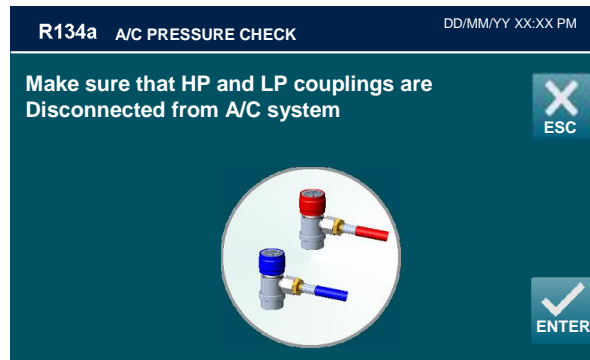 R134a A/C PRESSURE CHECK DD/MM/YY XX:XX PM
Make sure that HP and LP couplings are
Disconnected from A/C system
ESC
ENTER